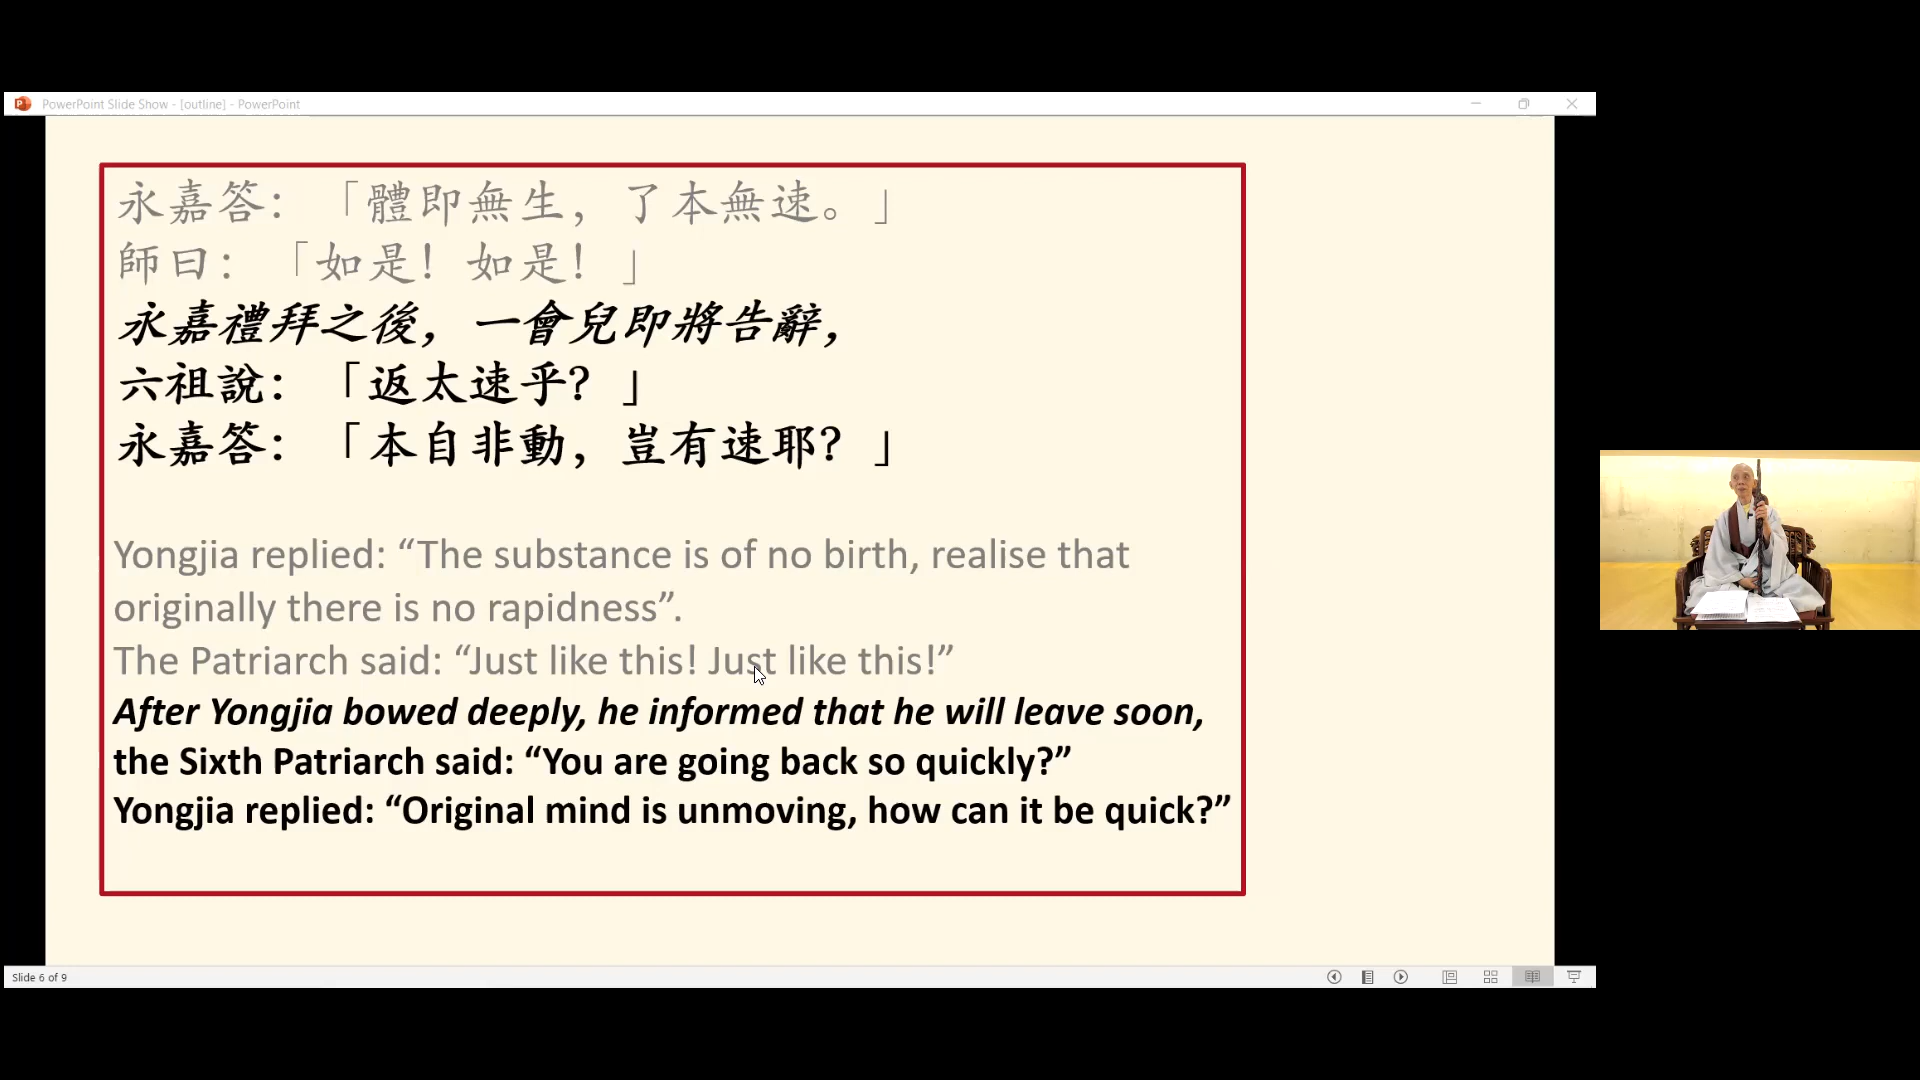 PowerPoint Slide Show - [outline] - PowerPoint
永嘉答：「體即無生，了本無速。」
師曰：「如是！如是！」
永嘉禮拜之後，一會兒即將告辭，
六祖說：「返太速乎？」
永嘉答：「本自非動，豈有速耶？」
Yongjia replied: “The substance is of no birth, realise that
originally there is no rapidness”.
The Patriarch said: “Just like this! Just like this!”
After Yongjia bowed deeply, he informed that he will leave soon,
the Sixth Patriarch said: “You are going back so quickly?”
Yongjia replied: “Original mind is unmoving, how can it be quick?”
Slide 6 of 9